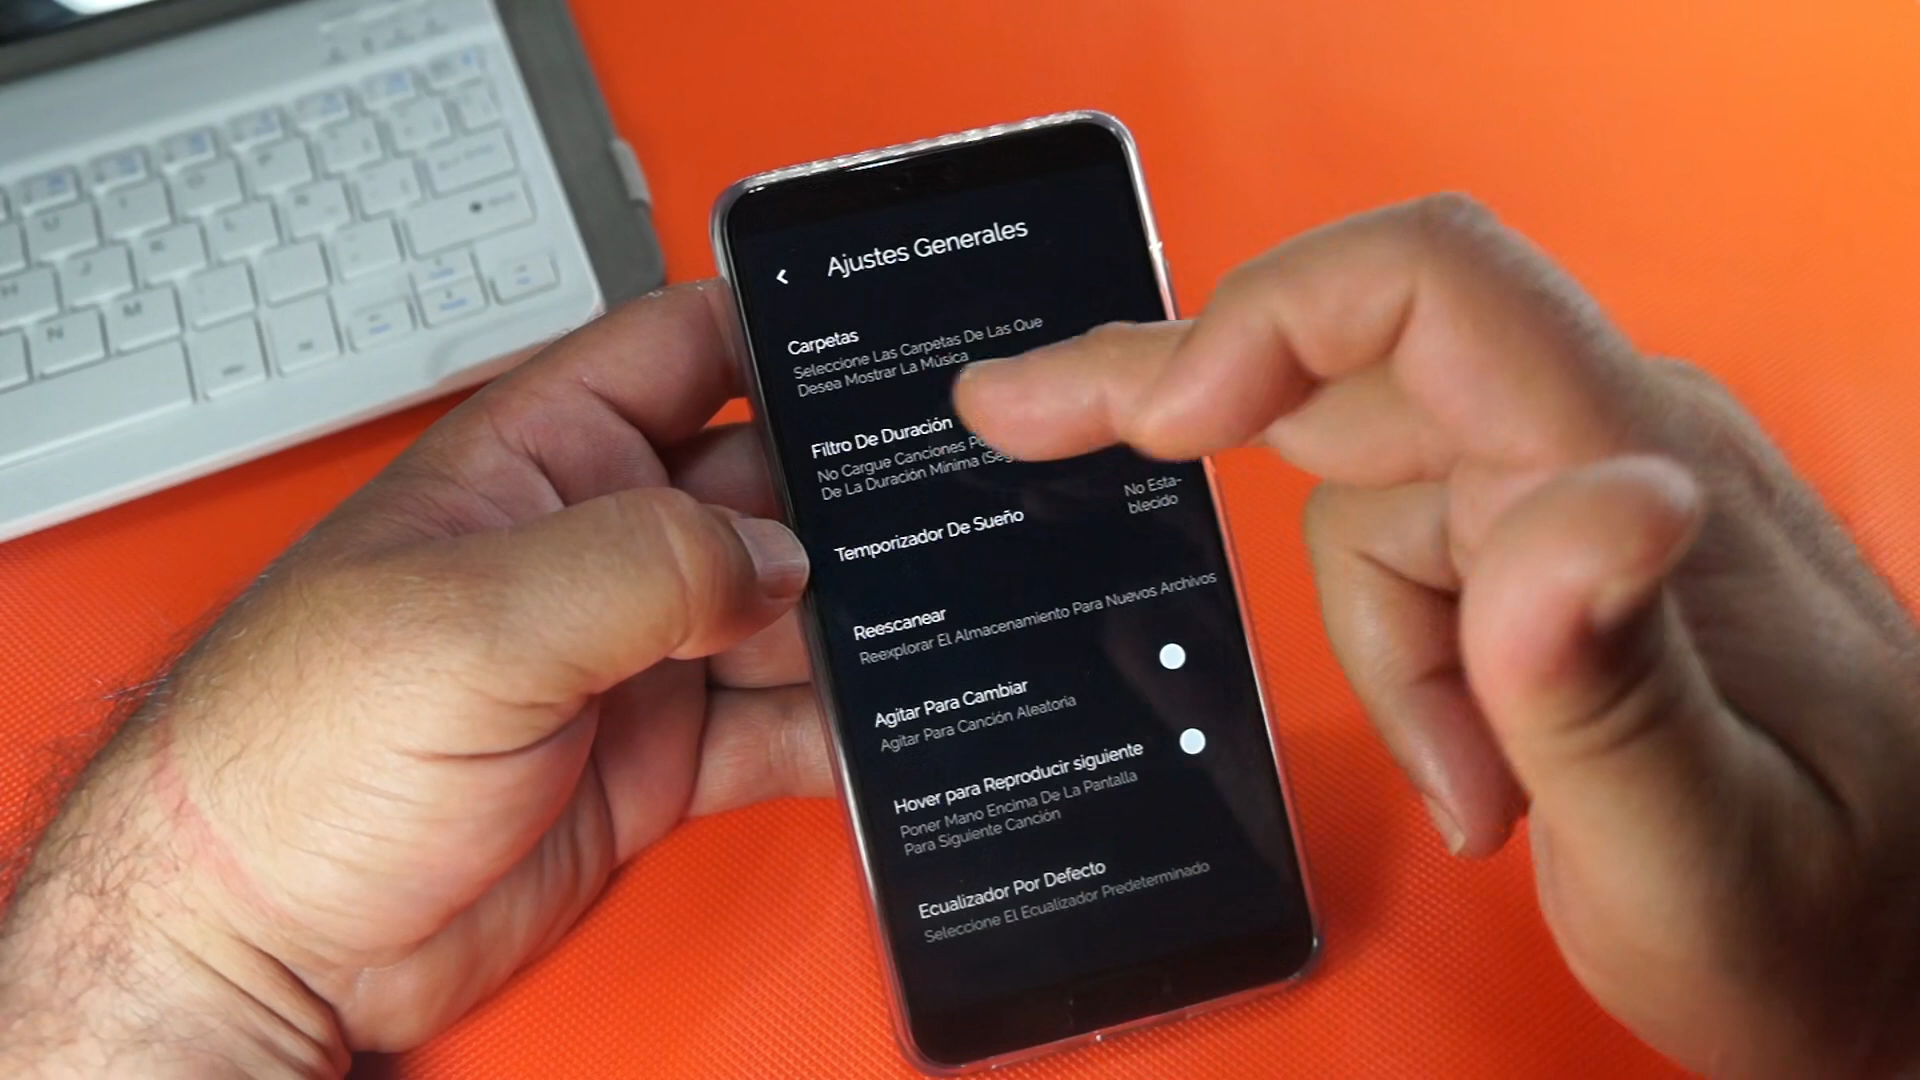 Ajustes Generales
Carpetas
Seleccione Las Carpetas De Las Que
Desea Mostrar La Música
Filtro De Duración
No Cargue Canciones
De La Duración Mínima
Temporizador De Sueño
No Esta-
blecido
Reescanear
Reexplorar El Almacenamiento Para Nuevos Archivos
Agitar Para Cambiar
Agitar Para Canción Aleatoria
Hover para Reproducir siguiente
Poner Mano Encima De La Pantalla
Para Siguiente Canción
Ecualizador Por Defecto
Seleccione El Ecualizador Predeterminado
N
M